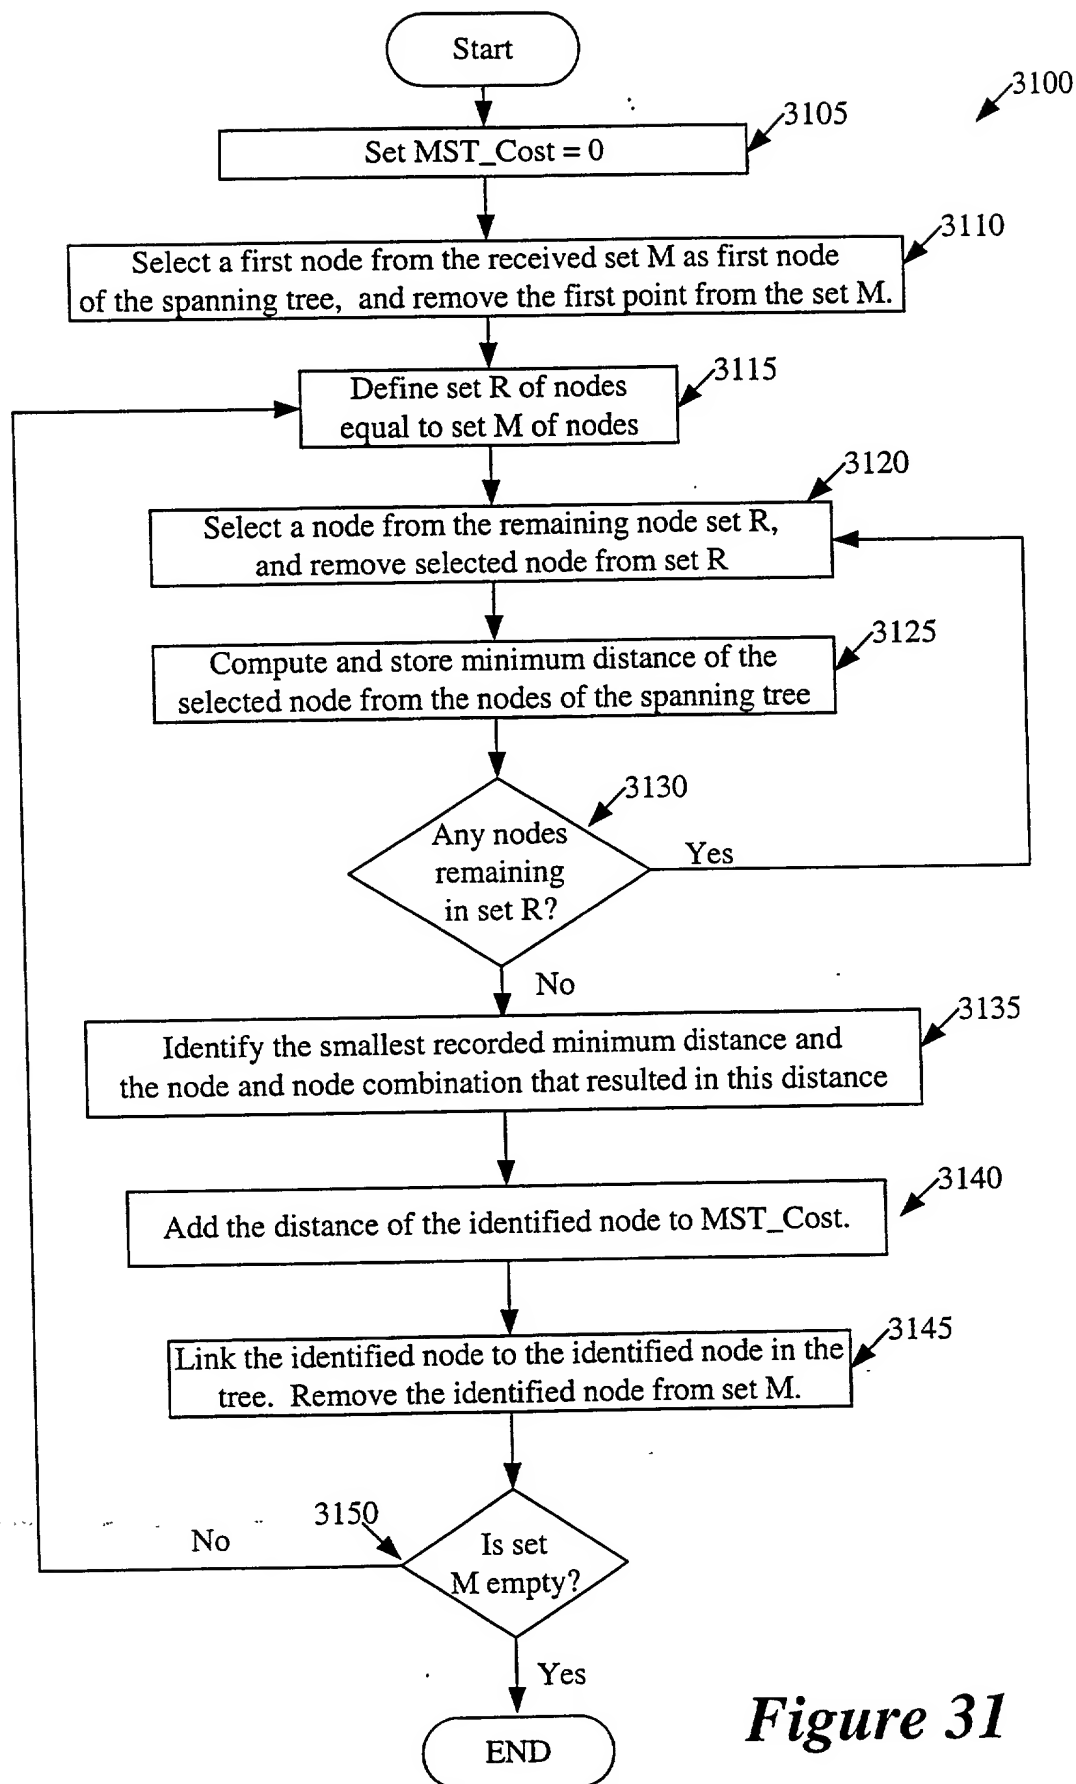 Start
3100
3105
Set MST_Cost = 0
3110
Select a first node from the received set M as first node
of the spanning tree, and remove the first point from the set M.
3115
Define set R of nodes
equal to set M of nodes
3120
Select a node from the remaining node set R,
and remove selected node from set R
3125
Compute and store minimum distance of the
selected node from the nodes of the spanning tree
3130
Any nodes
remaining
in set R?
Yes
No
3135
Identify the smallest recorded minimum distance and
the node and node combination that resulted in this distance
3140
Add the distance of the identified node to MST_Cost.
3145
Link the identified node to the identified node in the
tree. Remove the identified node from set M.
3150
No
Is set
M empty?
Yes
END
Figure 31